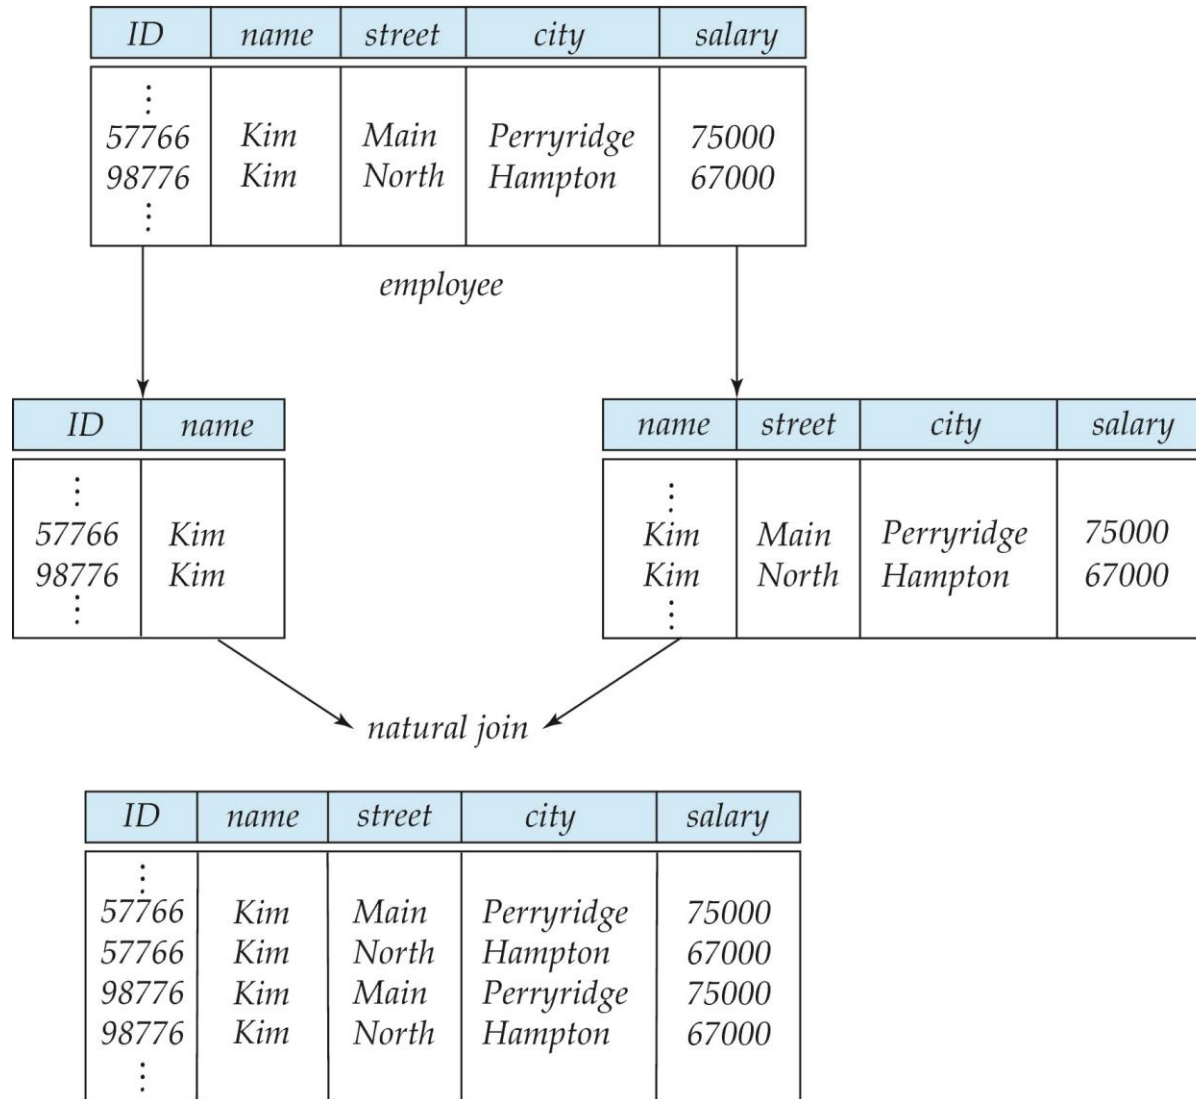 ID name street city salary
⋮
57766 Kim Main Perryridge 75000
98776 Kim North Hampton 67000
⋮
employee
ID name
⋮
57766 Kim
98776 Kim
⋮
name street city salary
⋮
Kim Main Perryridge 75000
Kim North Hampton 67000
⋮
natural join
ID name street city salary
⋮
57766 Kim Main Perryridge 75000
57766 Kim North Hampton 67000
98776 Kim Main Perryridge 75000
98776 Kim North Hampton 67000
⋮